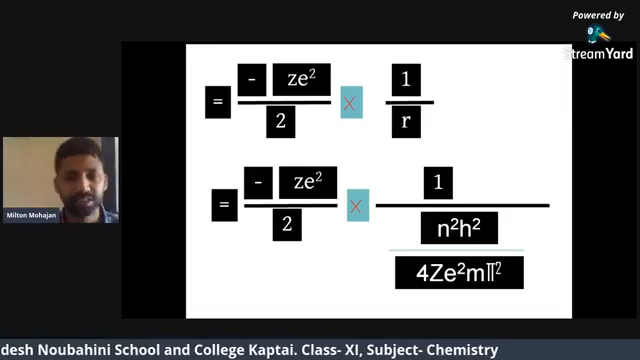 Powered by
StreamYard
= - ze² / 2 × 1 / r
= - ze² / 2 × 1 / n²h² / 4Ze²mπ²
Milton Mohajan
desh Noubahini School and College Kaptai. Class- XI, Subject- Chemistry